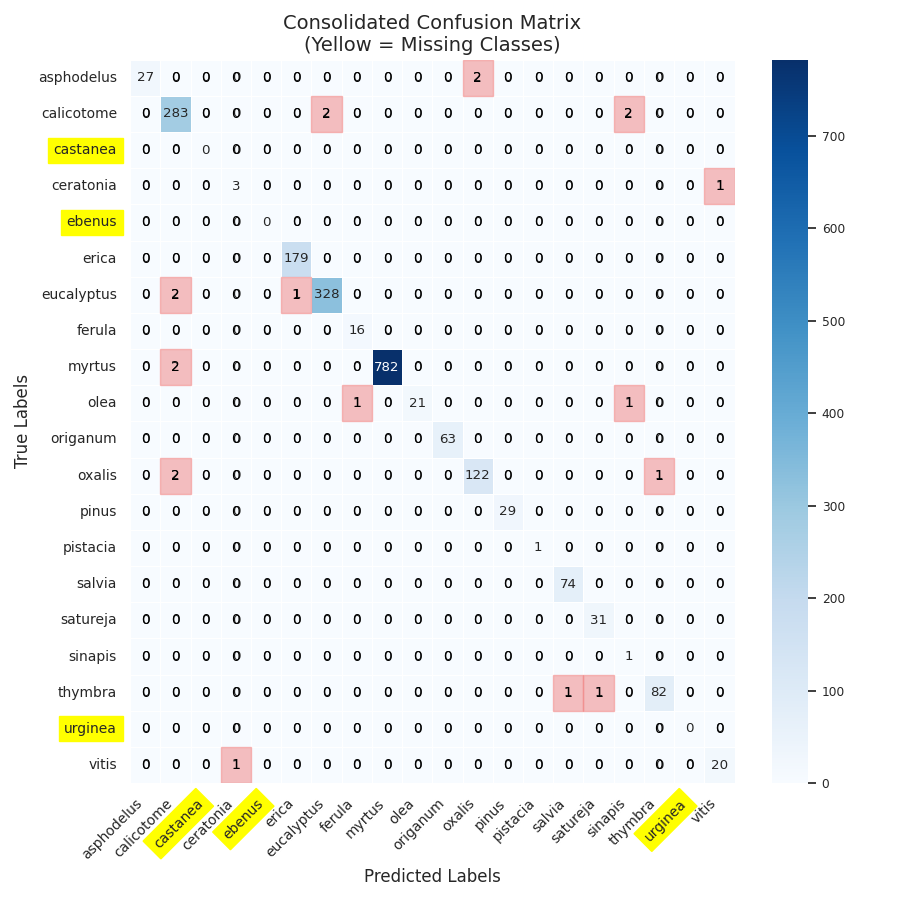 Consolidated Confusion Matrix
(Yellow = Missing Classes)
True Labels
asphodelus 27 0 0 0 0 0 0 0 0 0 0 2 0 0 0 0 0 0 0 0
calicotome 0 283 0 0 0 0 2 0 0 0 0 0 0 0 0 0 2 0 0 0
castanea 0 0 0 0 0 0 0 0 0 0 0 0 0 0 0 0 0 0 0 0
ceratonia 0 0 0 3 0 0 0 0 0 0 0 0 0 0 0 0 0 0 0 1
ebenus 0 0 0 0 0 0 0 0 0 0 0 0 0 0 0 0 0 0 0 0
erica 0 0 0 0 0 179 0 0 0 0 0 0 0 0 0 0 0 0 0 0
eucalyptus 0 2 0 0 0 1 328 0 0 0 0 0 0 0 0 0 0 0 0 0
ferula 0 0 0 0 0 0 0 16 0 0 0 0 0 0 0 0 0 0 0 0
myrtus 0 2 0 0 0 0 0 0 782 0 0 0 0 0 0 0 0 0 0 0
olea 0 0 0 0 0 0 0 1 0 21 0 0 0 0 0 0 1 0 0 0
origanum 0 0 0 0 0 0 0 0 0 0 63 0 0 0 0 0 0 0 0 0
oxalis 0 2 0 0 0 0 0 0 0 0 0 122 0 0 0 0 0 1 0 0
pinus 0 0 0 0 0 0 0 0 0 0 0 0 29 0 0 0 0 0 0 0
pistacia 0 0 0 0 0 0 0 0 0 0 0 0 0 1 0 0 0 0 0 0
salvia 0 0 0 0 0 0 0 0 0 0 0 0 0 0 74 0 0 0 0 0
satureja 0 0 0 0 0 0 0 0 0 0 0 0 0 0 0 31 0 0 0 0
sinapis 0 0 0 0 0 0 0 0 0 0 0 0 0 0 0 0 1 0 0 0
thymbra 0 0 0 0 0 0 0 0 0 0 0 0 0 0 1 1 0 82 0 0
urginea 0 0 0 0 0 0 0 0 0 0 0 0 0 0 0 0 0 0 0 0
vitis 0 0 0 1 0 0 0 0 0 0 0 0 0 0 0 0 0 0 0 20
asphodelus calicotome castanea ceratonia ebenus erica eucalyptus ferula myrtus olea origanum oxalis pinus pistacia salvia satureja sinapis thymbra urginea vitis
Predicted Labels
700
600
500
400
300
200
100
0